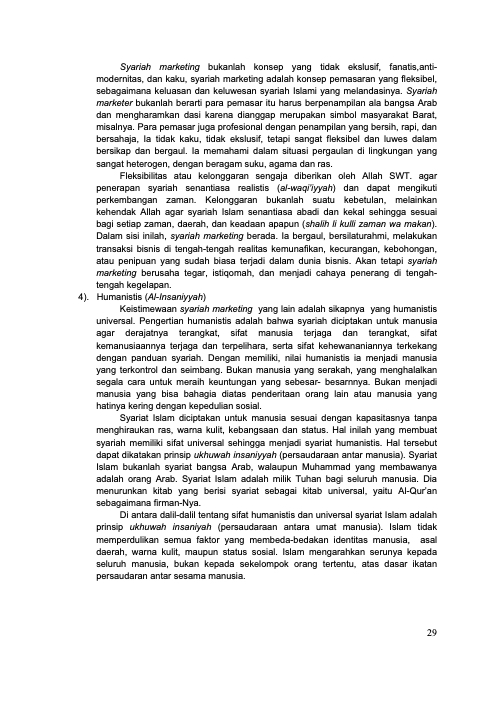 Syariah marketing bukanlah konsep yang tidak ekslusif, fanatis,anti-
modernitas, dan kaku, syariah marketing adalah konsep pemasaran yang fleksibel,
sebagaimana keluasan dan keluwesan syariah Islami yang melandasinya. Syariah
marketer bukanlah berarti para pemasar itu harus berpenampilan ala bangsa Arab
dan mengharamkan dasi karena dianggap merupakan simbol masyarakat Barat,
misalnya. Para pemasar juga profesional dengan penampilan yang bersih, rapi, dan
bersahaja, Ia tidak kaku, tidak ekslusif, tetapi sangat fleksibel dan luwes dalam
bersikap dan bergaul. Ia memahami dalam situasi pergaulan di lingkungan yang
sangat heterogen, dengan beragam suku, agama dan ras.
Fleksibilitas atau kelonggaran sengaja diberikan oleh Allah SWT. agar
penerapan syariah senantiasa realistis (al-waqi'iyyah) dan dapat mengikuti
perkembangan zaman. Kelonggaran bukanlah suatu kebetulan, melainkan
kehendak Allah agar syariah Islam senantiasa abadi dan kekal sehingga sesuai
bagi setiap zaman, daerah, dan keadaan apapun (shalih li kulli zaman wa makan).
Dalam sisi inilah, syariah marketing berada. Ia bergaul, bersilaturahmi, melakukan
transaksi bisnis di tengah-tengah realitas kemunafikan, kecurangan, kebohongan,
atau penipuan yang sudah biasa terjadi dalam dunia bisnis. Akan tetapi syariah
marketing berusaha tegar, istiqomah, dan menjadi cahaya penerang di tengah-
tengah kegelapan.
4). Humanistis (Al-Insaniyyah)
Keistimewaan syariah marketing yang lain adalah sikapnya yang humanistis
universal. Pengertian humanistis adalah bahwa syariah diciptakan untuk manusia
agar derajatnya terangkat, sifat manusia terjaga dan terangkat, sifat
kemanusiaannya terjaga dan terpelihara, serta sifat kehewananiannya terkekang
dengan panduan syariah. Dengan memiliki, nilai humanistis ia menjadi manusia
yang terkontrol dan seimbang. Bukan manusia yang serakah, yang menghalalkan
segala cara untuk meraih keuntungan yang sebesar- besarnnya. Bukan menjadi
manusia yang bisa bahagia diatas penderitaan orang lain atau manusia yang
hatinya kering dengan kepedulian sosial.
Syariat Islam diciptakan untuk manusia sesuai dengan kapasitasnya tanpa
menghiraukan ras, warna kulit, kebangsaan dan status. Hal inilah yang membuat
syariah memiliki sifat universal sehingga menjadi syariat humanistis. Hal tersebut
dapat dikatakan prinsip ukhuwah insaniyyah (persaudaraan antar manusia). Syariat
Islam bukanlah syariat bangsa Arab, walaupun Muhammad yang membawanya
adalah orang Arab. Syariat Islam adalah milik Tuhan bagi seluruh manusia. Dia
menurunkan kitab yang berisi syariat sebagai kitab universal, yaitu Al-Qur'an
sebagaimana firman-Nya.
Di antara dalil-dalil tentang sifat humanistis dan universal syariat Islam adalah
prinsip ukhuwah insaniyah (persaudaraan antara umat manusia). Islam tidak
memperdulikan semua faktor yang membeda-bedakan identitas manusia, asal
daerah, warna kulit, maupun status sosial. Islam mengarahkan serunya kepada
seluruh manusia, bukan kepada sekelompok orang tertentu, atas dasar ikatan
persaudaran antar sesama manusia.
29